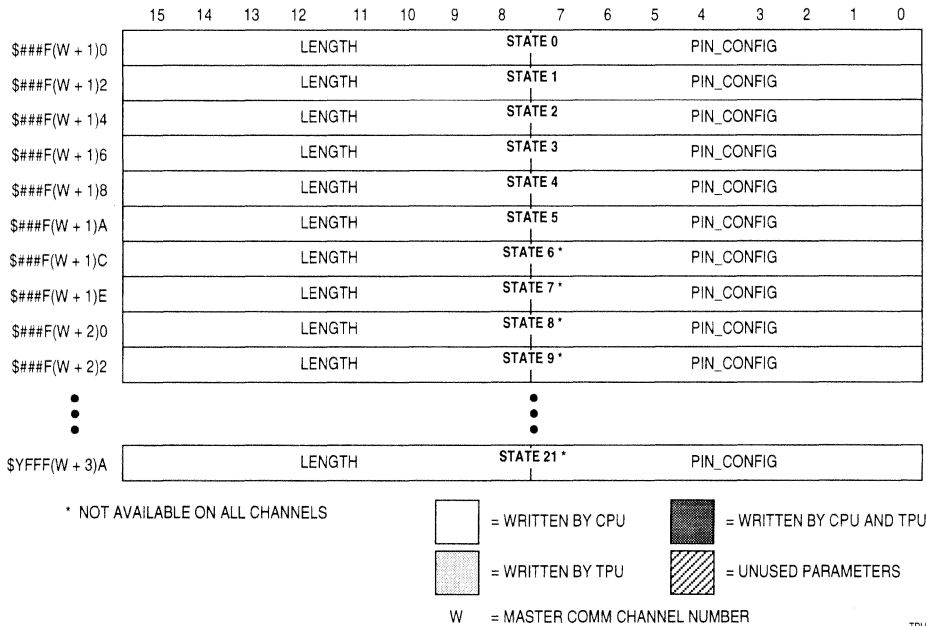 15 14 13 12 11 10 9 8 7 6 5 4 3 2 1 0
$###F(W + 1)0 LENGTH STATE 0 PIN_CONFIG
$###F(W + 1)2 LENGTH STATE 1 PIN_CONFIG
$###F(W + 1)4 LENGTH STATE 2 PIN_CONFIG
$###F(W + 1)6 LENGTH STATE 3 PIN_CONFIG
$###F(W + 1)8 LENGTH STATE 4 PIN_CONFIG
$###F(W + 1)A LENGTH STATE 5 PIN_CONFIG
$###F(W + 1)C LENGTH STATE 6 * PIN_CONFIG
$###F(W + 1)E LENGTH STATE 7 * PIN_CONFIG
$###F(W + 2)0 LENGTH STATE 8 * PIN_CONFIG
$###F(W + 2)2 LENGTH STATE 9 * PIN_CONFIG
$YFFF(W + 3)A LENGTH STATE 21 * PIN_CONFIG
* NOT AVAILABLE ON ALL CHANNELS
= WRITTEN BY CPU
= WRITTEN BY CPU AND TPU
= WRITTEN BY TPU
= UNUSED PARAMETERS
W = MASTER COMM CHANNEL NUMBER